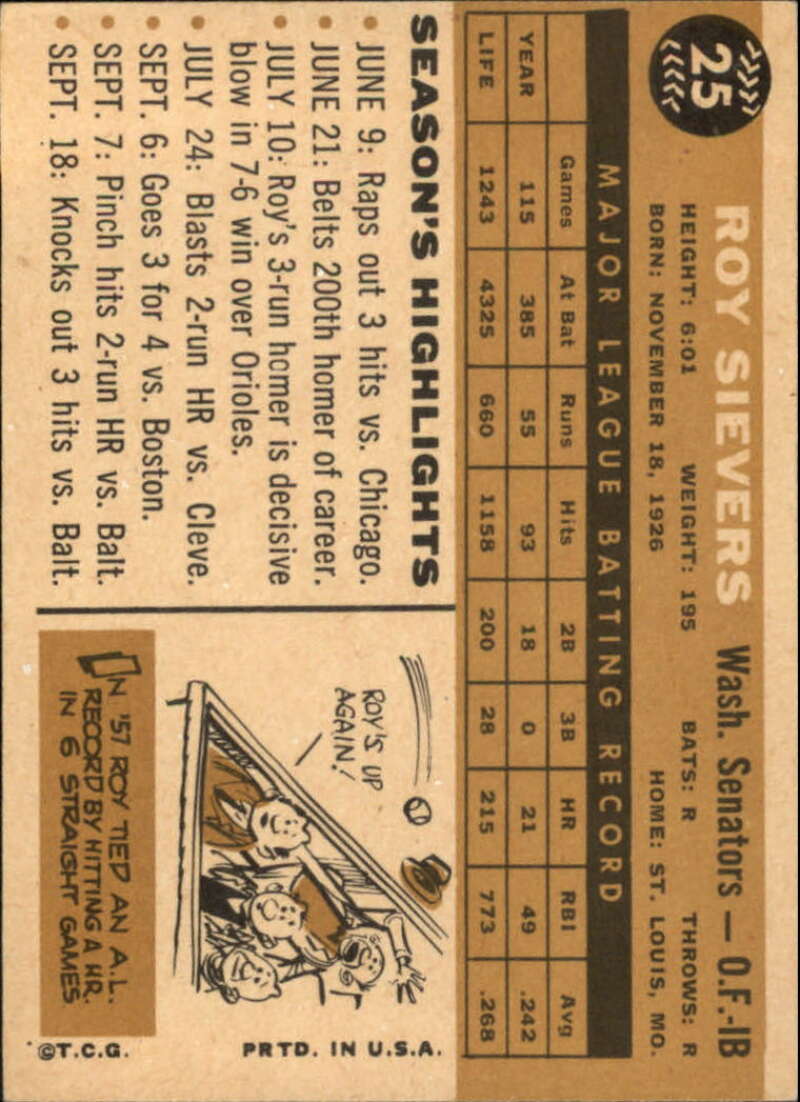 25
ROY SIEVERS Wash. Senators — O.F.-1B
HEIGHT: 6:01 WEIGHT: 195 BATS: R THROWS: R
BORN: NOVEMBER 18, 1926 HOME: ST. LOUIS, MO.
MAJOR LEAGUE BATTING RECORD
Games At Bat Runs Hits 2B 3B HR RBI Avg
YEAR 115 385 55 93 18 0 21 49 .242
LIFE 1243 4325 660 1158 200 28 215 773 .268
SEASON'S HIGHLIGHTS
• JUNE 9: Raps out 3 hits vs. Chicago.
• JUNE 21: Belts 200th homer of career.
• JULY 10: Roy's 3-run homer is decisive
blow in 7-6 win over Orioles.
• JULY 24: Blasts 2-run HR vs. Cleve.
• SEPT. 6: Goes 3 for 4 vs. Boston.
• SEPT. 7: Pinch hits 2-run HR vs. Balt.
• SEPT. 18: Knocks out 3 hits vs. Balt.
ROY'S UP
AGAIN!
IN '57 ROY TIED AN A.L.
RECORD BY HITTING A HR.
IN 6 STRAIGHT GAMES
PRTD. IN U.S.A.
©T.C.G.